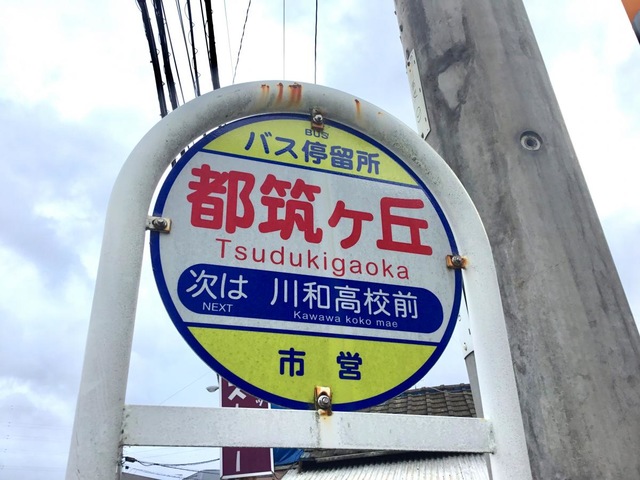 BUS
バス停留所
都筑ヶ丘
Tsudukigaoka
次は 川和高校前
NEXT Kawawa koko mae
市営